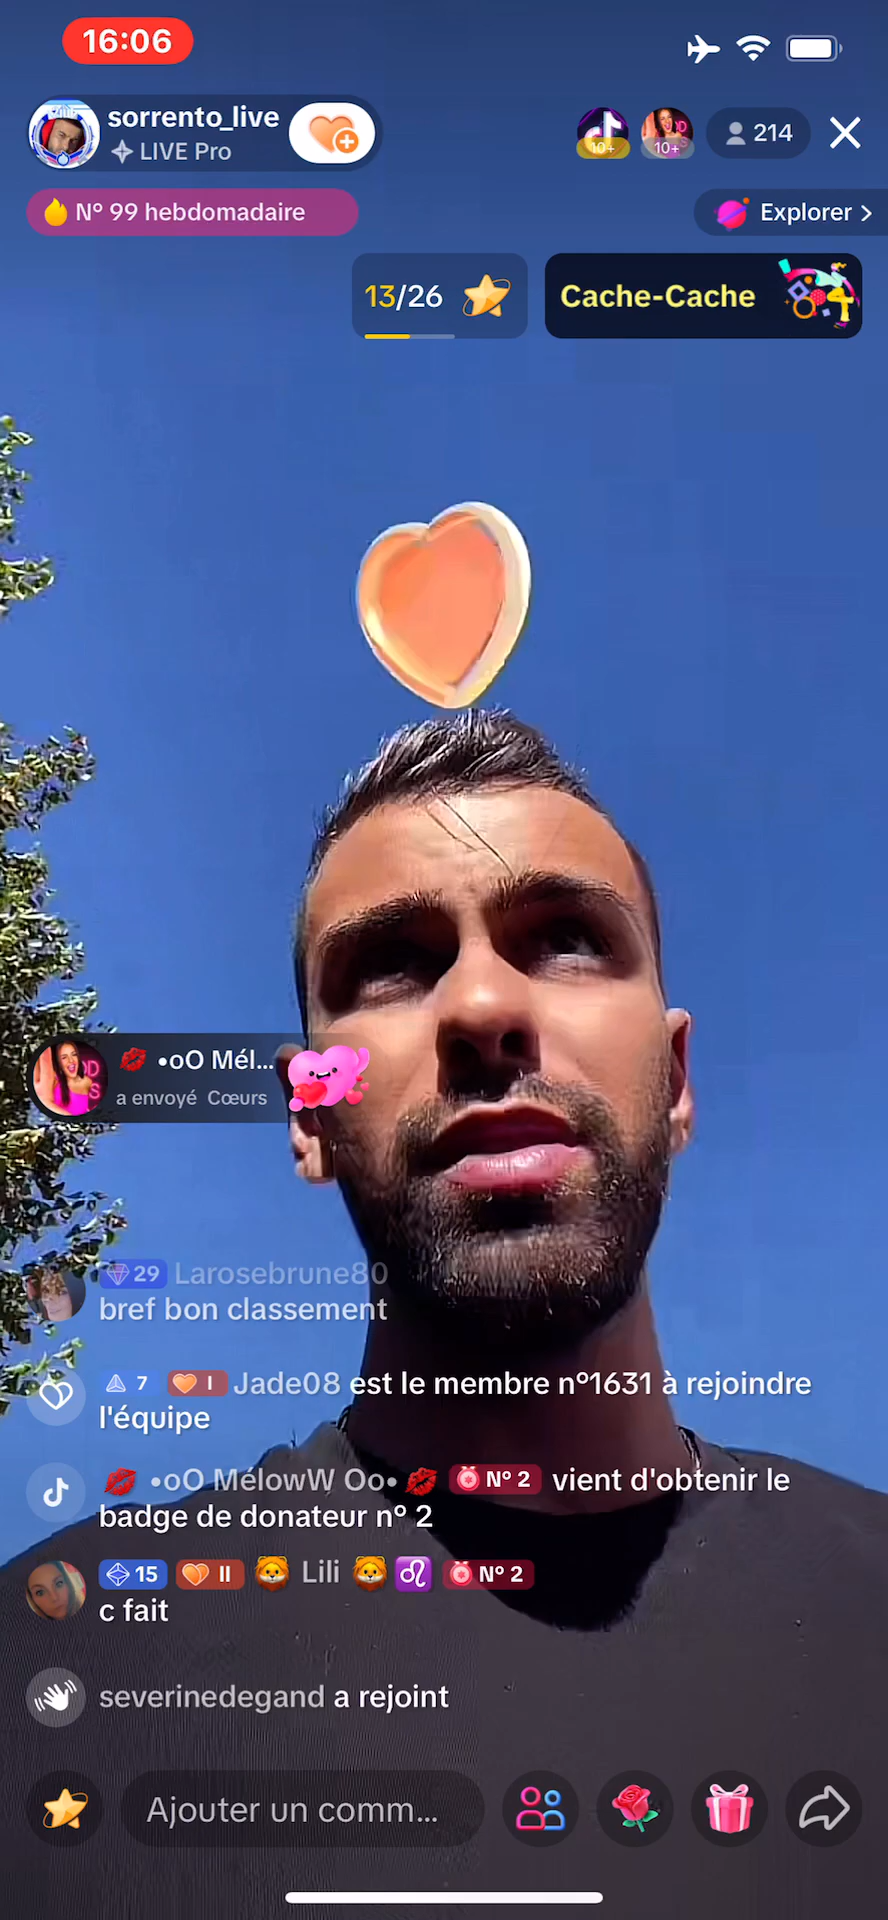 16:06
sorrento_live
LIVE Pro
10+
10+
214
N° 99 hebdomadaire
Explorer >
13/26
Cache-Cache
•oO Mél...
a envoyé Cœurs
29 Larosebrune80
bref bon classement
7 I Jade08 est le membre n°1631 à rejoindre
l'équipe
💋 •oO MélowW Oo• 💋 N° 2 vient d'obtenir le
badge de donateur n° 2
15 II 🦁 Lili 🦁 ♌ N° 2
c fait
severinedegand a rejoint
Ajouter un comm...